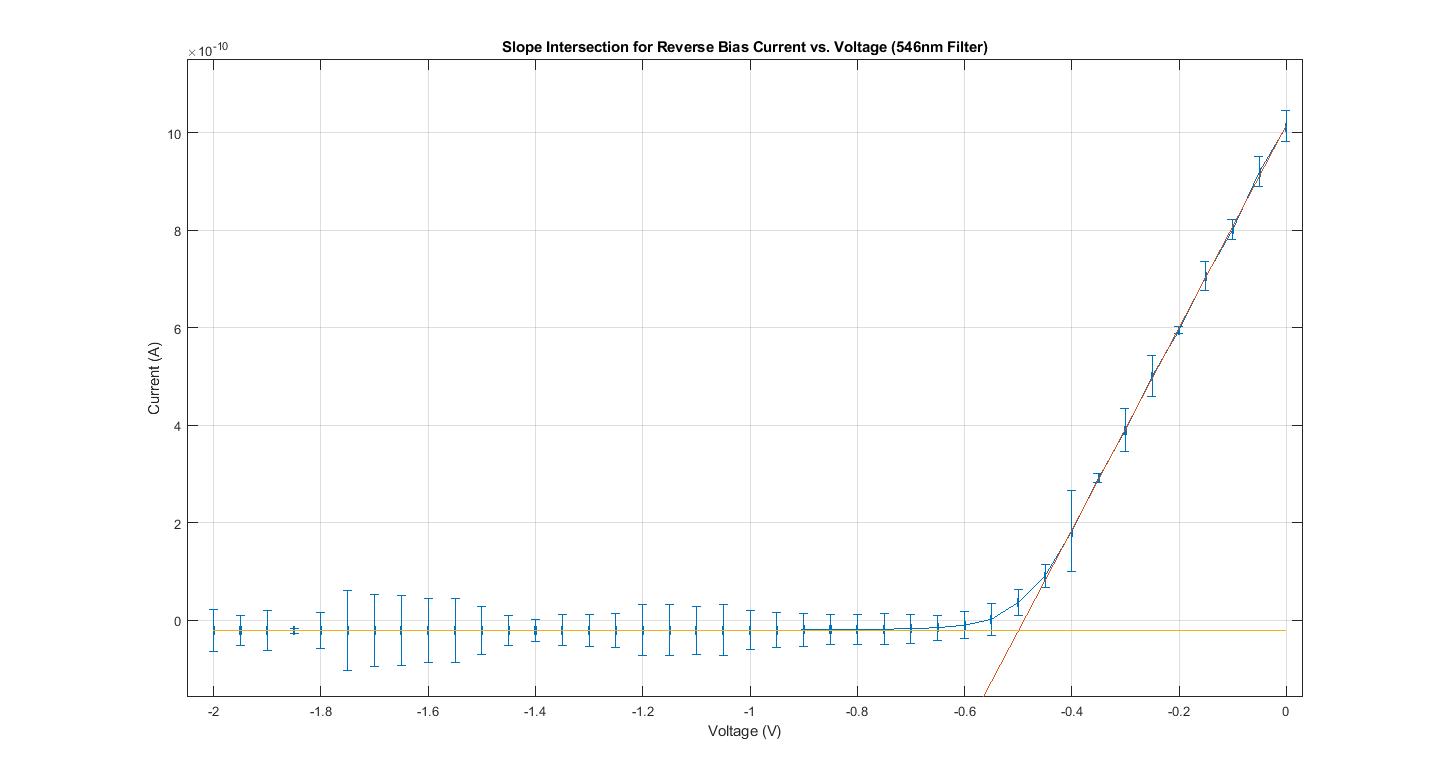 Slope Intersection for Reverse Bias Current vs. Voltage (546nm Filter)
×10-10
10
8
6
4
2
0
Current (A)
-2 -1.8 -1.6 -1.4 -1.2 -1 -0.8 -0.6 -0.4 -0.2 0
Voltage (V)